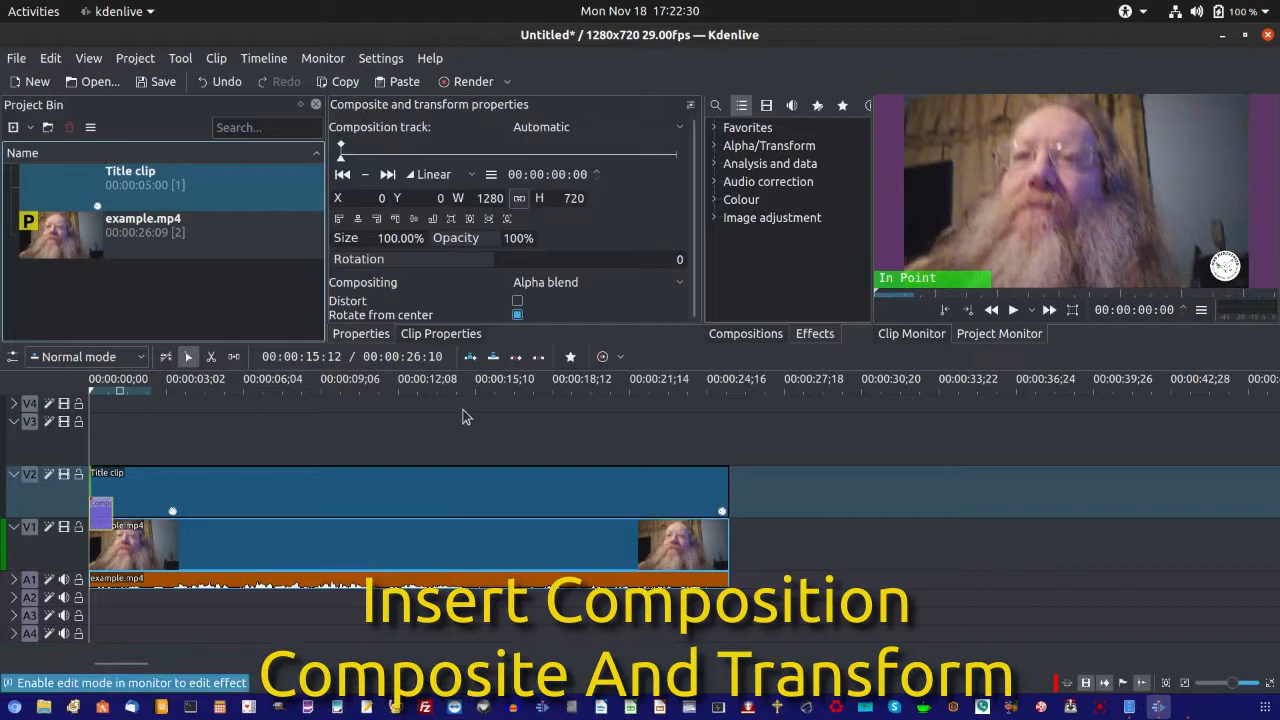 Activities kdenlive Mon Nov 18 17:22:30 100 %
Untitled* / 1280x720 29.00fps — Kdenlive
File Edit View Project Tool Clip Timeline Monitor Settings Help
New Open... Save Undo Redo Copy Paste Render
Project Bin
Search...
Name
Title clip
00:00:05:00 [1]
P
example.mp4
00:00:26:09 [2]
Composite and transform properties
Composition track: Automatic
Linear 00:00:00:00
X 0 Y 0 W 1280 H 720
Size 100.00% Opacity 100%
Rotation 0
Compositing Alpha blend
Distort
Rotate from center
Properties Clip Properties
Favorites
Alpha/Transform
Analysis and data
Audio correction
Colour
Image adjustment
Compositions Effects
In Point
00:00:00:00
Clip Monitor Project Monitor
Normal mode 00:00:15:12 / 00:00:26:10
00:00:00;00 00:00:03;02 00:00:06;04 00:00:09;06 00:00:12;08 00:00:15;10 00:00:18;12 00:00:21;14 00:00:24;16 00:00:27;18 00:00:30;20 00:00:33;22 00:00:36;24 00:00:39;26 00:00:42;28
V4
V3
V2 Title clip
V1 example.mp4
A1 example.mp4
A2
A3
A4
Insert Composition
Composite And Transform
Enable edit mode in monitor to edit effect